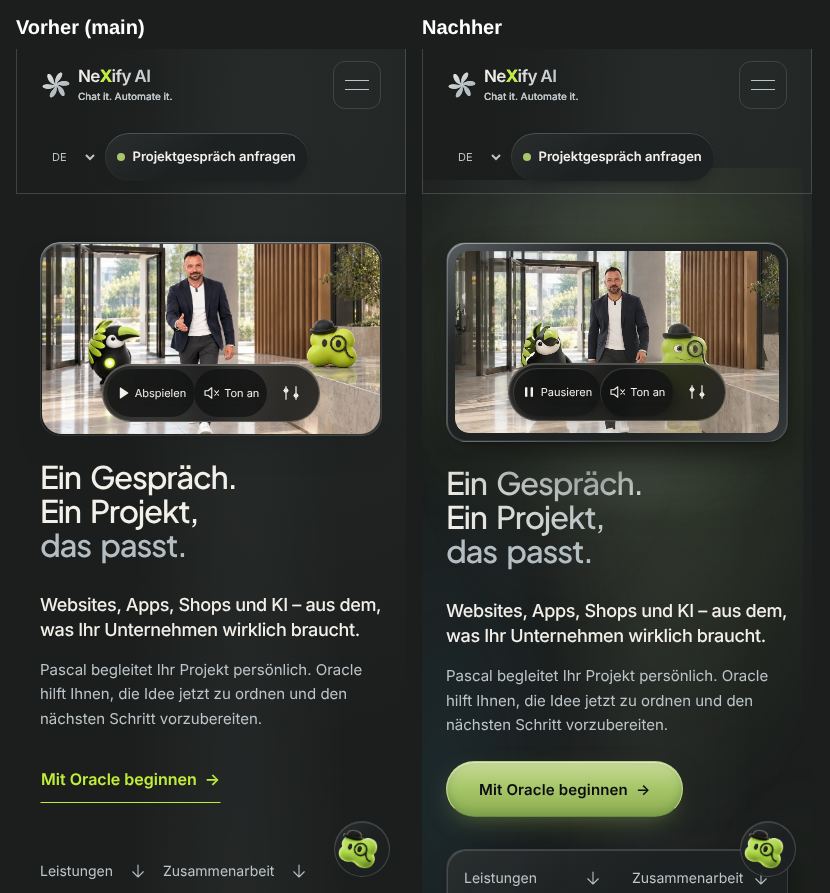 Vorher (main)
NeXify AI
Chat it. Automate it.
DE
Projektgespräch anfragen
Abspielen
Ton an
Ein Gespräch.
Ein Projekt,
das passt.
Websites, Apps, Shops und KI – aus dem,
was Ihr Unternehmen wirklich braucht.
Pascal begleitet Ihr Projekt persönlich. Oracle
hilft Ihnen, die Idee jetzt zu ordnen und den
nächsten Schritt vorzubereiten.
Mit Oracle beginnen →
Leistungen ↓ Zusammenarbeit ↓
Nachher
NeXify AI
Chat it. Automate it.
DE
Projektgespräch anfragen
Pausieren
Ton an
Ein Gespräch.
Ein Projekt,
das passt.
Websites, Apps, Shops und KI – aus dem,
was Ihr Unternehmen wirklich braucht.
Pascal begleitet Ihr Projekt persönlich. Oracle
hilft Ihnen, die Idee jetzt zu ordnen und den
nächsten Schritt vorzubereiten.
Mit Oracle beginnen →
Leistungen ↓ Zusammenarbeit ↓